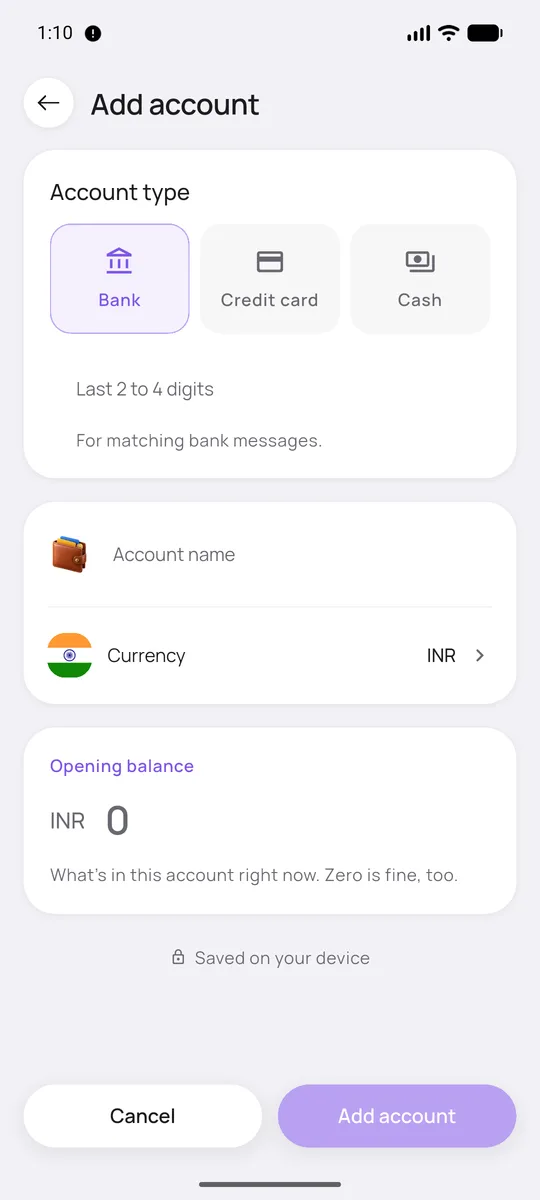 1:10
Add account
Account type
Bank
Credit card
Cash
Last 2 to 4 digits
For matching bank messages.
Account name
Currency
INR
Opening balance
INR 0
What's in this account right now. Zero is fine, too.
Saved on your device
Cancel
Add account